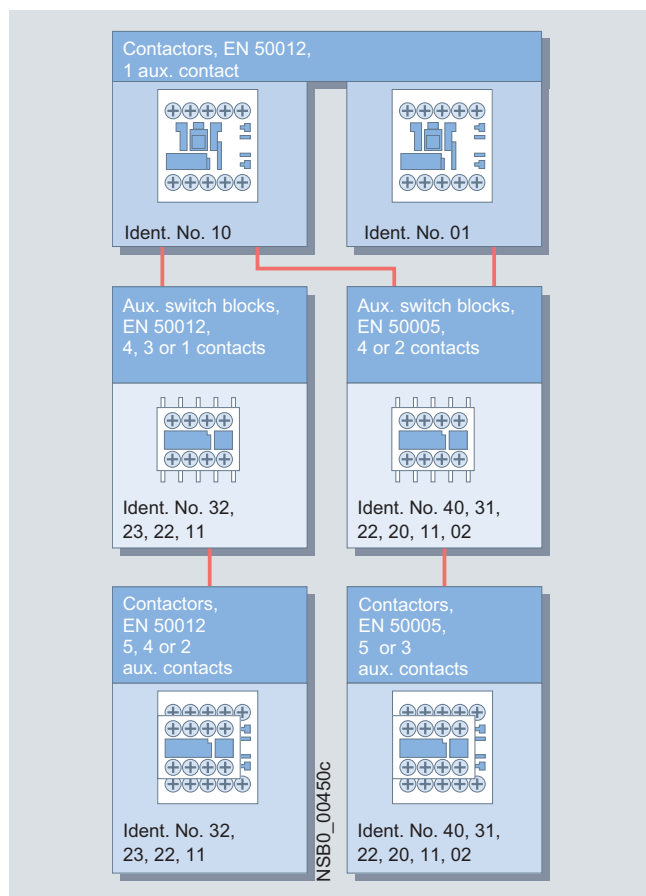 Contactors, EN 50012,
1 aux. contact
Ident. No. 10
Ident. No. 01
Aux. switch blocks,
EN 50012,
4, 3 or 1 contacts
Ident. No. 32,
23, 22, 11
Aux. switch blocks,
EN 50005,
4 or 2 contacts
Ident. No. 40, 31,
22, 20, 11, 02
Contactors,
EN 50012
5, 4 or 2
aux. contacts
Ident. No. 32,
23, 22, 11
Contactors,
EN 50005,
5 or 3
aux. contacts
Ident. No. 40, 31,
22, 20, 11, 02
NSB0_00450c